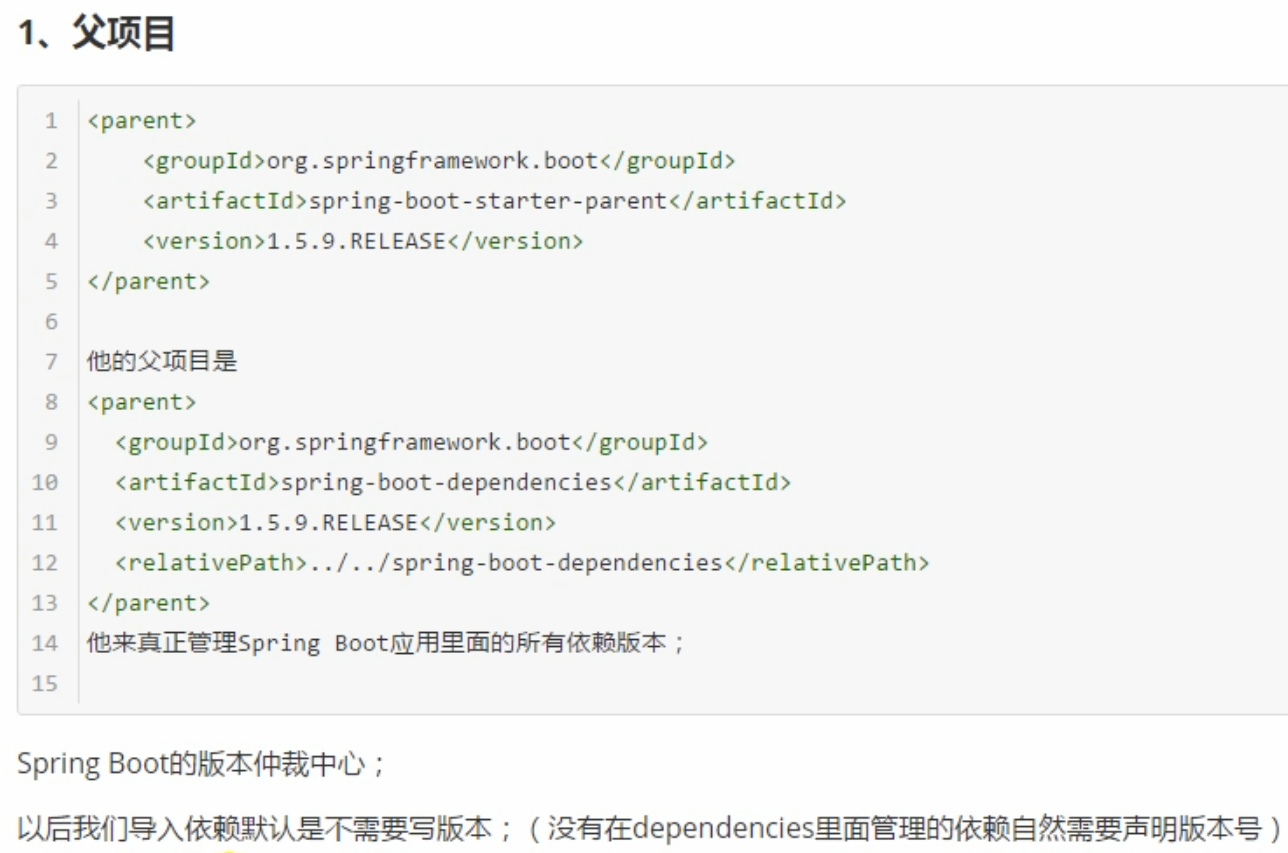 1、父项目
1 <parent>
2     <groupId>org.springframework.boot</groupId>
3     <artifactId>spring-boot-starter-parent</artifactId>
4     <version>1.5.9.RELEASE</version>
5 </parent>
6
7 他的父项目是
8 <parent>
9   <groupId>org.springframework.boot</groupId>
10   <artifactId>spring-boot-dependencies</artifactId>
11   <version>1.5.9.RELEASE</version>
12   <relativePath>../../spring-boot-dependencies</relativePath>
13 </parent>
14 他来真正管理Spring Boot应用里面的所有依赖版本；
15
Spring Boot的版本仲裁中心；
以后我们导入依赖默认是不需要写版本；（没有在dependencies里面管理的依赖自然需要声明版本号）